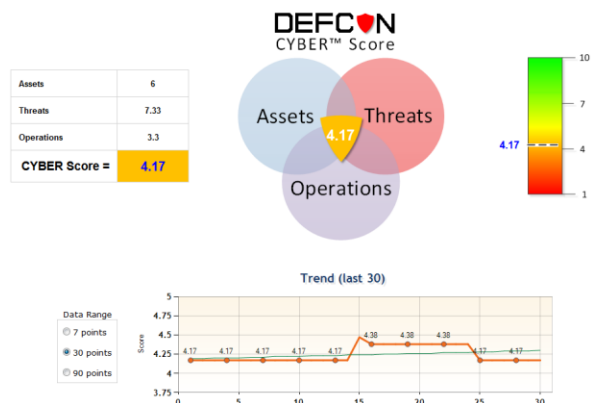 DEFCON
CYBER™ Score
Assets 6
Threats 7.33
Operations 3.3
CYBER Score = 4.17
Assets
Threats
4.17
Operations
10
7
4.17
4
1
Trend (last 30)
Data Range
7 points
30 points
90 points
Score
5
4.75
4.5
4.25
4
3.75
4.17 4.17 4.17 4.17 4.17 4.38 4.38 4.38 4.17 4.17
0 5 10 15 20 25 30